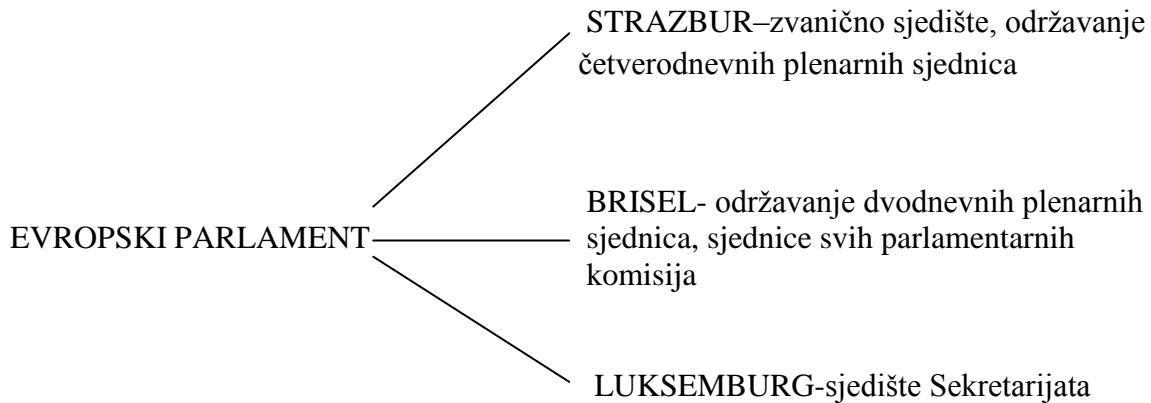 STRAZBUR–zvanično sjedište, održavanje
četverodnevnih plenarnih sjednica
BRISEL- održavanje dvodnevnih plenarnih
EVROPSKI PARLAMENT
sjednica, sjednice svih parlamentarnih
komisija
LUKSEMBURG-sjedište Sekretarijata